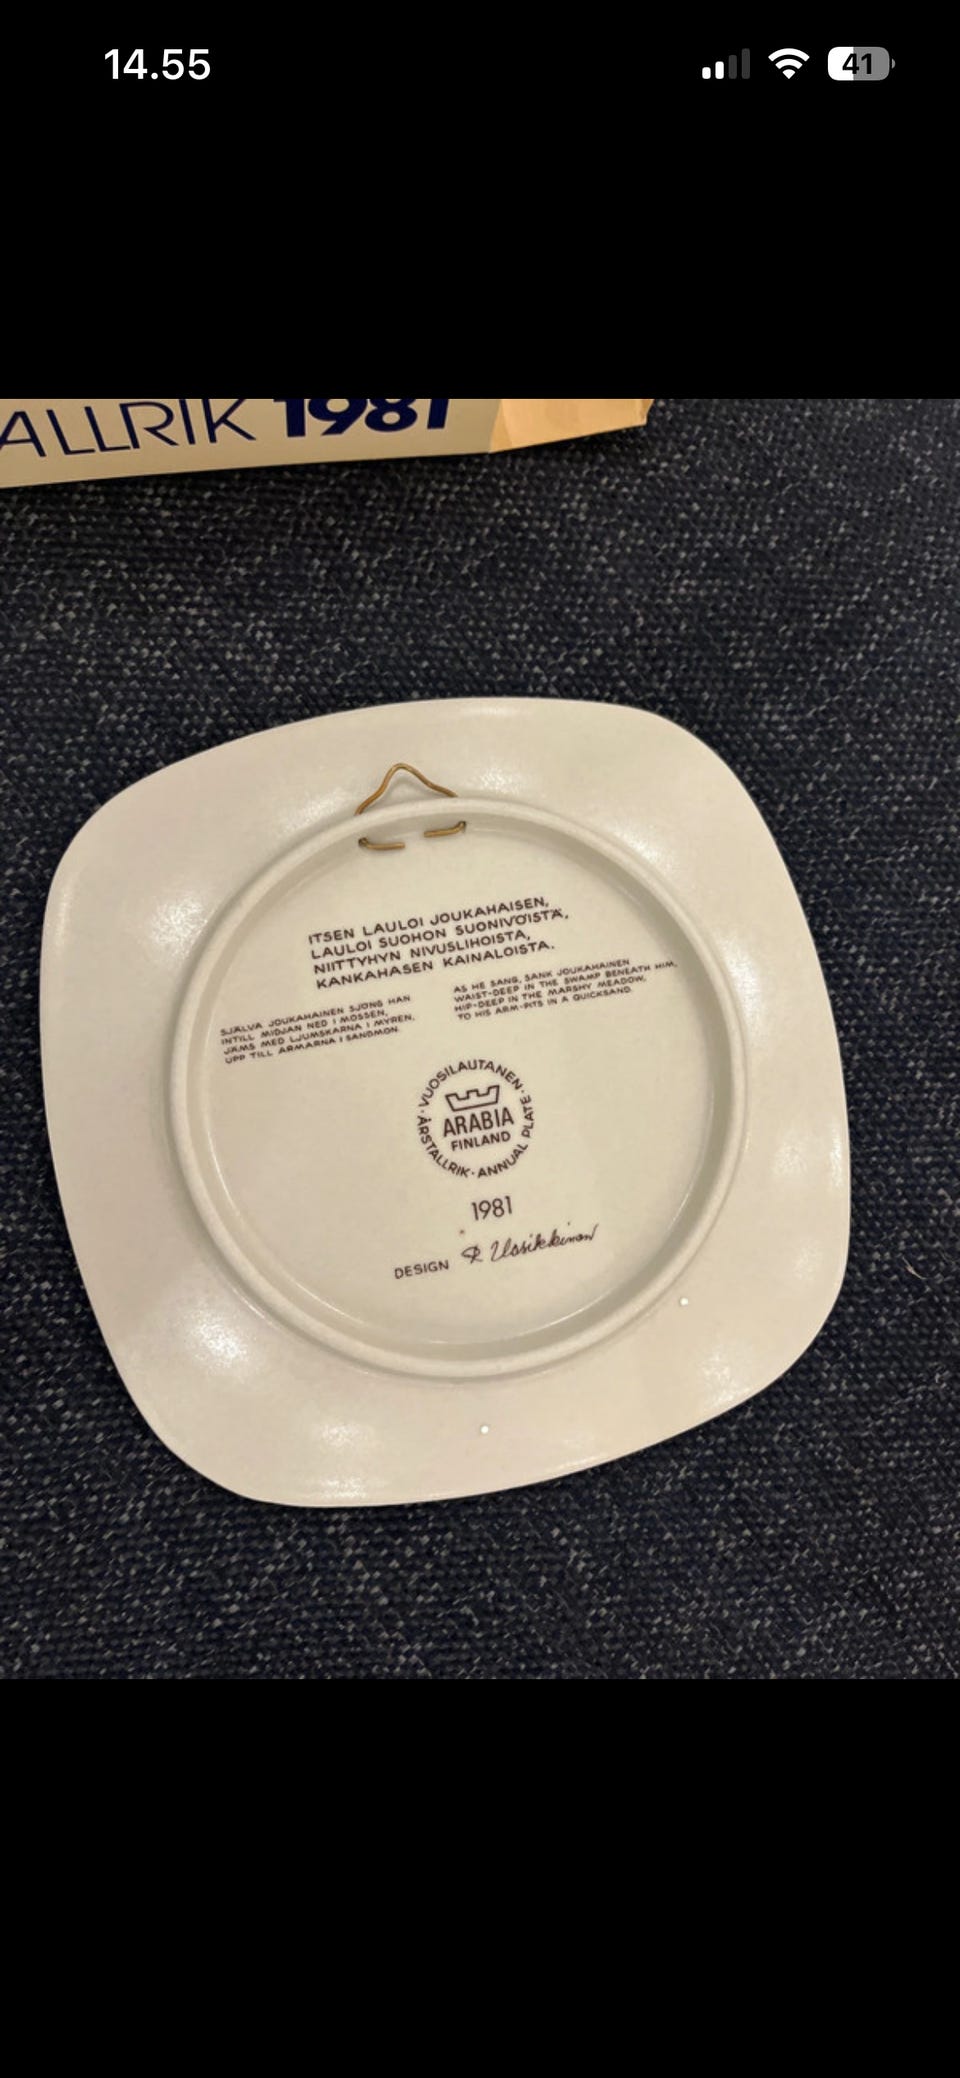 14.55
41
ALLRIK 1981
ITSEN LAULOI JOUKAHAISEN,
LAULOI SUOHON SUONIVÖISTÄ,
NIITTYHYN NIVUSLIHOISTA,
KANKAHASEN KAINALOISTA.
SJÄLVA JOUKAHAINEN SJÖNG HAN
INTILL MIDJAN NED I MOSSEN,
JÄMS MED LJUMSKARNA I MYREN,
UPP TILL ARMARNA I SANDMON.
AS HE SANG, SANK JOUKAHAINEN
WAIST-DEEP IN THE SWAMP BENEATH HIM,
HIP-DEEP IN THE MARSHY MEADOW,
TO HIS ARM-PITS IN A QUICKSAND.
· VUOSILAUTANEN ·
ARABIA
FINLAND
ÅRSTALLRIK · ANNUAL PLATE
1981
DESIGN R Uosikkinen